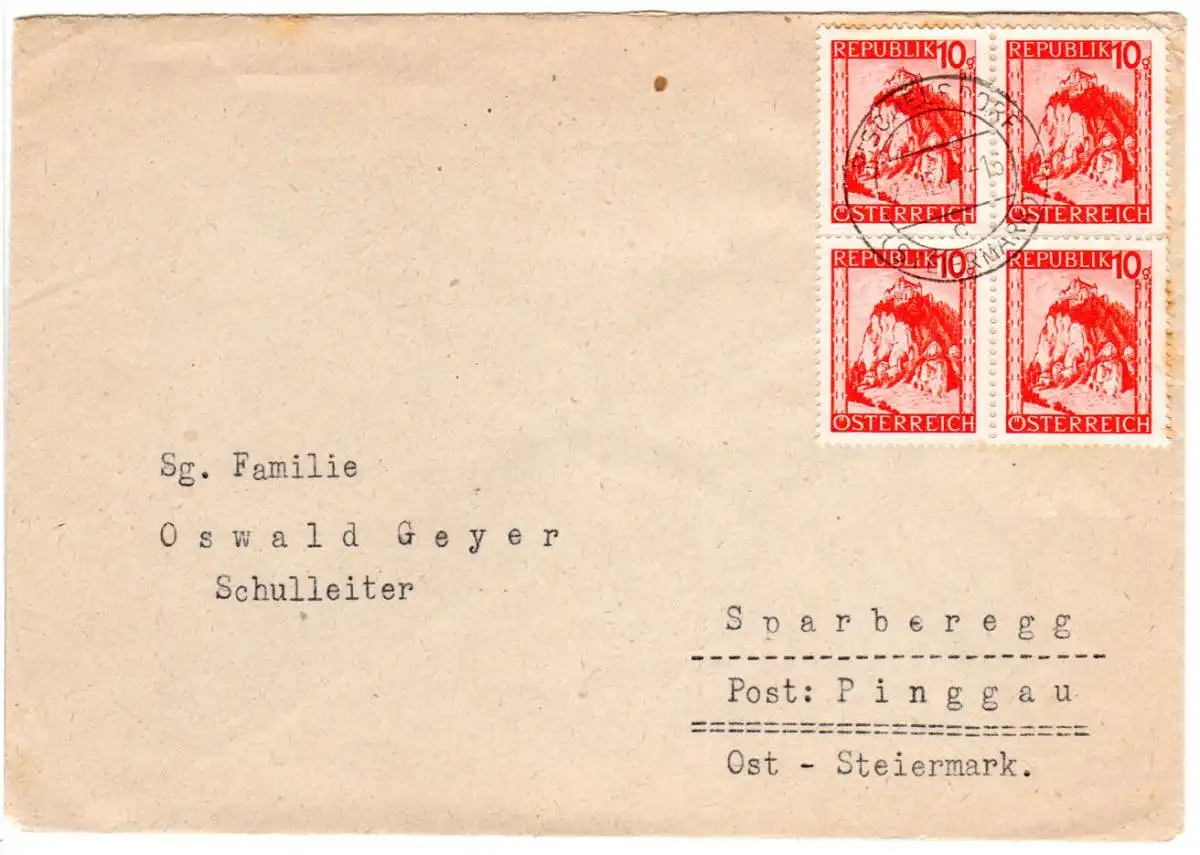 REPUBLIK 10g
ÖSTERREICH
REPUBLIK 10g
ÖSTERREICH
REPUBLIK 10g
ÖSTERREICH
REPUBLIK 10g
ÖSTERREICH
C
(STEIERMARK)
Sg. Familie
Oswald Geyer
Schulleiter
Sparberegg
Post: Pinggau
Ost - Steiermark.